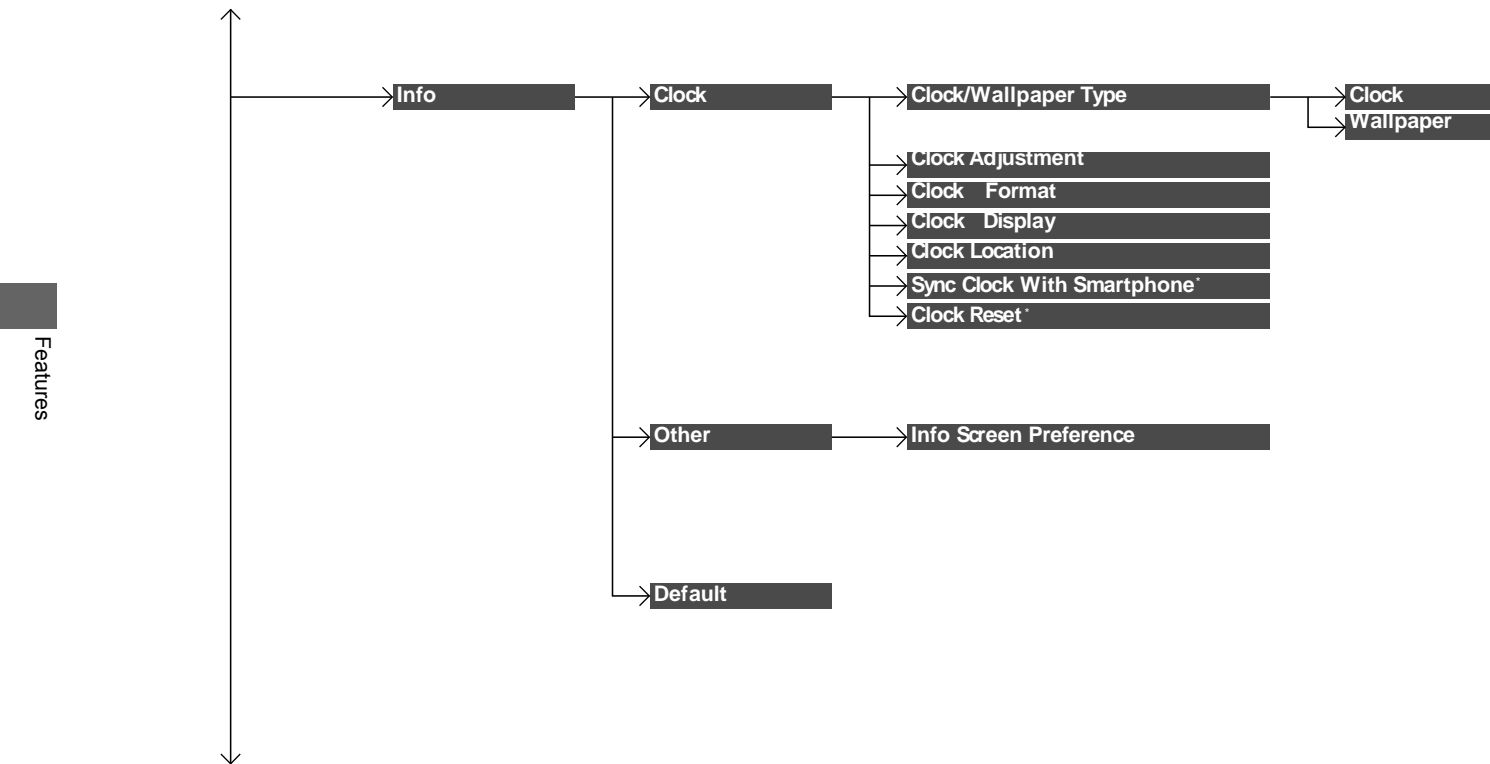 Info
Clock
Clock/Wallpaper Type
Clock
Wallpaper
Clock Adjustment
Clock Format
Clock Display
Clock Location
Sync Clock With Smartphone*
Clock Reset*
Features
Other
Info Screen Preference
Default